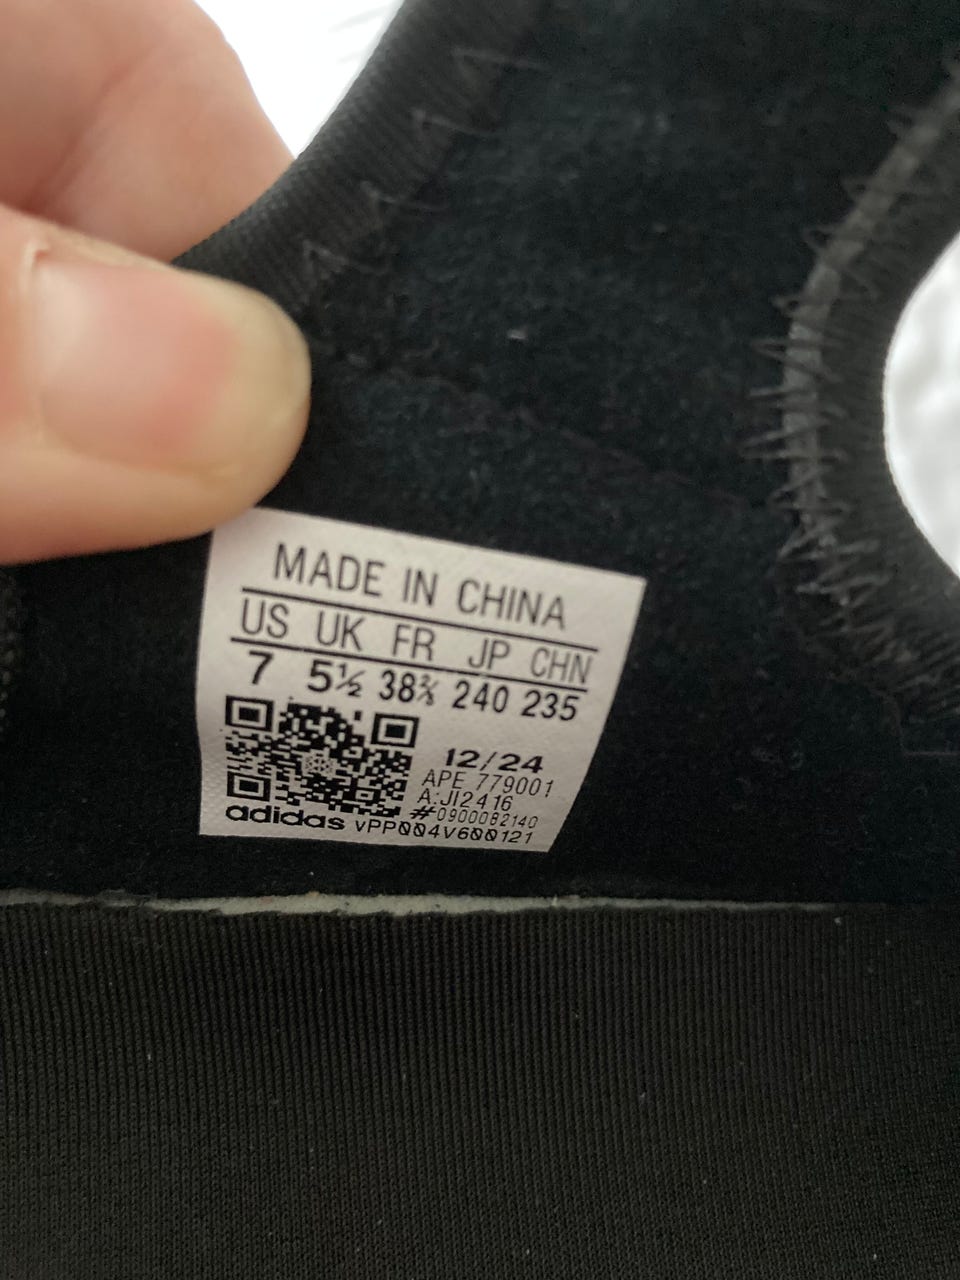 MADE IN CHINA
US UK FR JP CHN
7 5½ 38⅔ 240 235
12/24
APE 779001
A:JI2416
#0900082140
adidas vPP004V600121